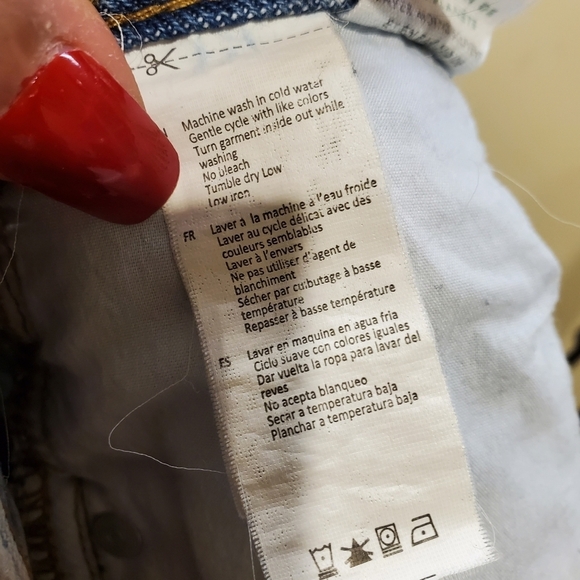 Machine wash in cold water
Gentle cycle with like colors
Turn garment inside out while
washing
No bleach
Tumble dry Low
Low iron
FR Laver à la machine à l'eau froide
Laver au cycle délicat avec des
couleurs semblables
Laver à l'envers
Ne pas utiliser d'agent de
blanchiment
Sécher par culbutage à basse
température
Repasser à basse température
ES Lavar en maquina en agua fria
Ciclo suave con colores iguales
Dar vuelta la ropa para lavar del
reves
No acepta blanqueo
Secar a temperatura baja
Planchar a temperatura baja